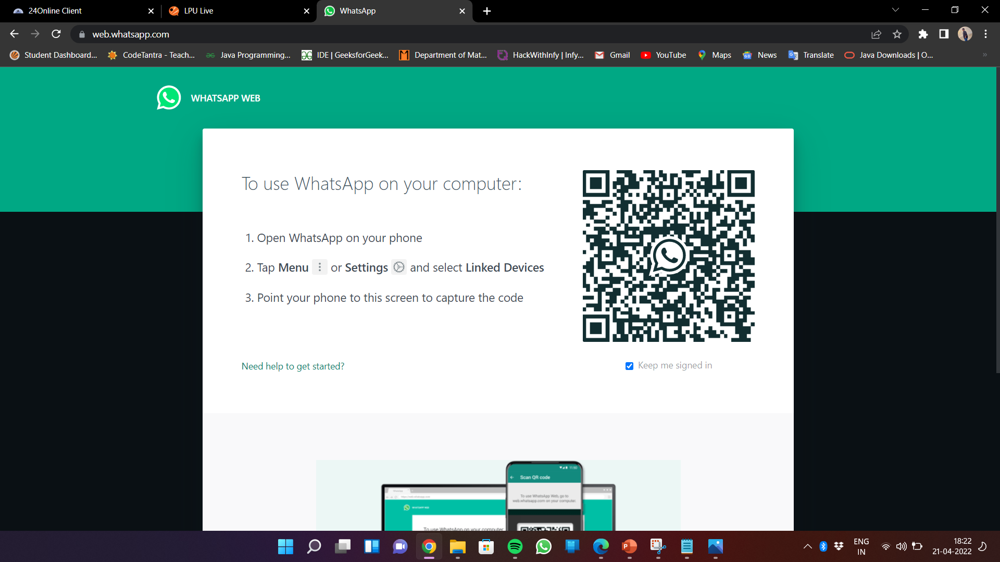 24Online Client
LPU Live
WhatsApp
web.whatsapp.com
Student Dashboard...
CodeTantra - Teach...
Java Programming...
IDE | GeeksforGeek...
Department of Mat...
HackWithInfy | Infy...
Gmail
YouTube
Maps
News
Translate
Java Downloads | O...
WHATSAPP WEB
To use WhatsApp on your computer:
1. Open WhatsApp on your phone
2. Tap Menu or Settings and select Linked Devices
3. Point your phone to this screen to capture the code
Need help to get started?
Keep me signed in
11:50
Scan QR code
To use WhatsApp Web, go to
web.whatsapp.com on your computer.
WHATSAPP WEB
To use WhatsApp on your computer:
ENG
IN
18:22
21-04-2022